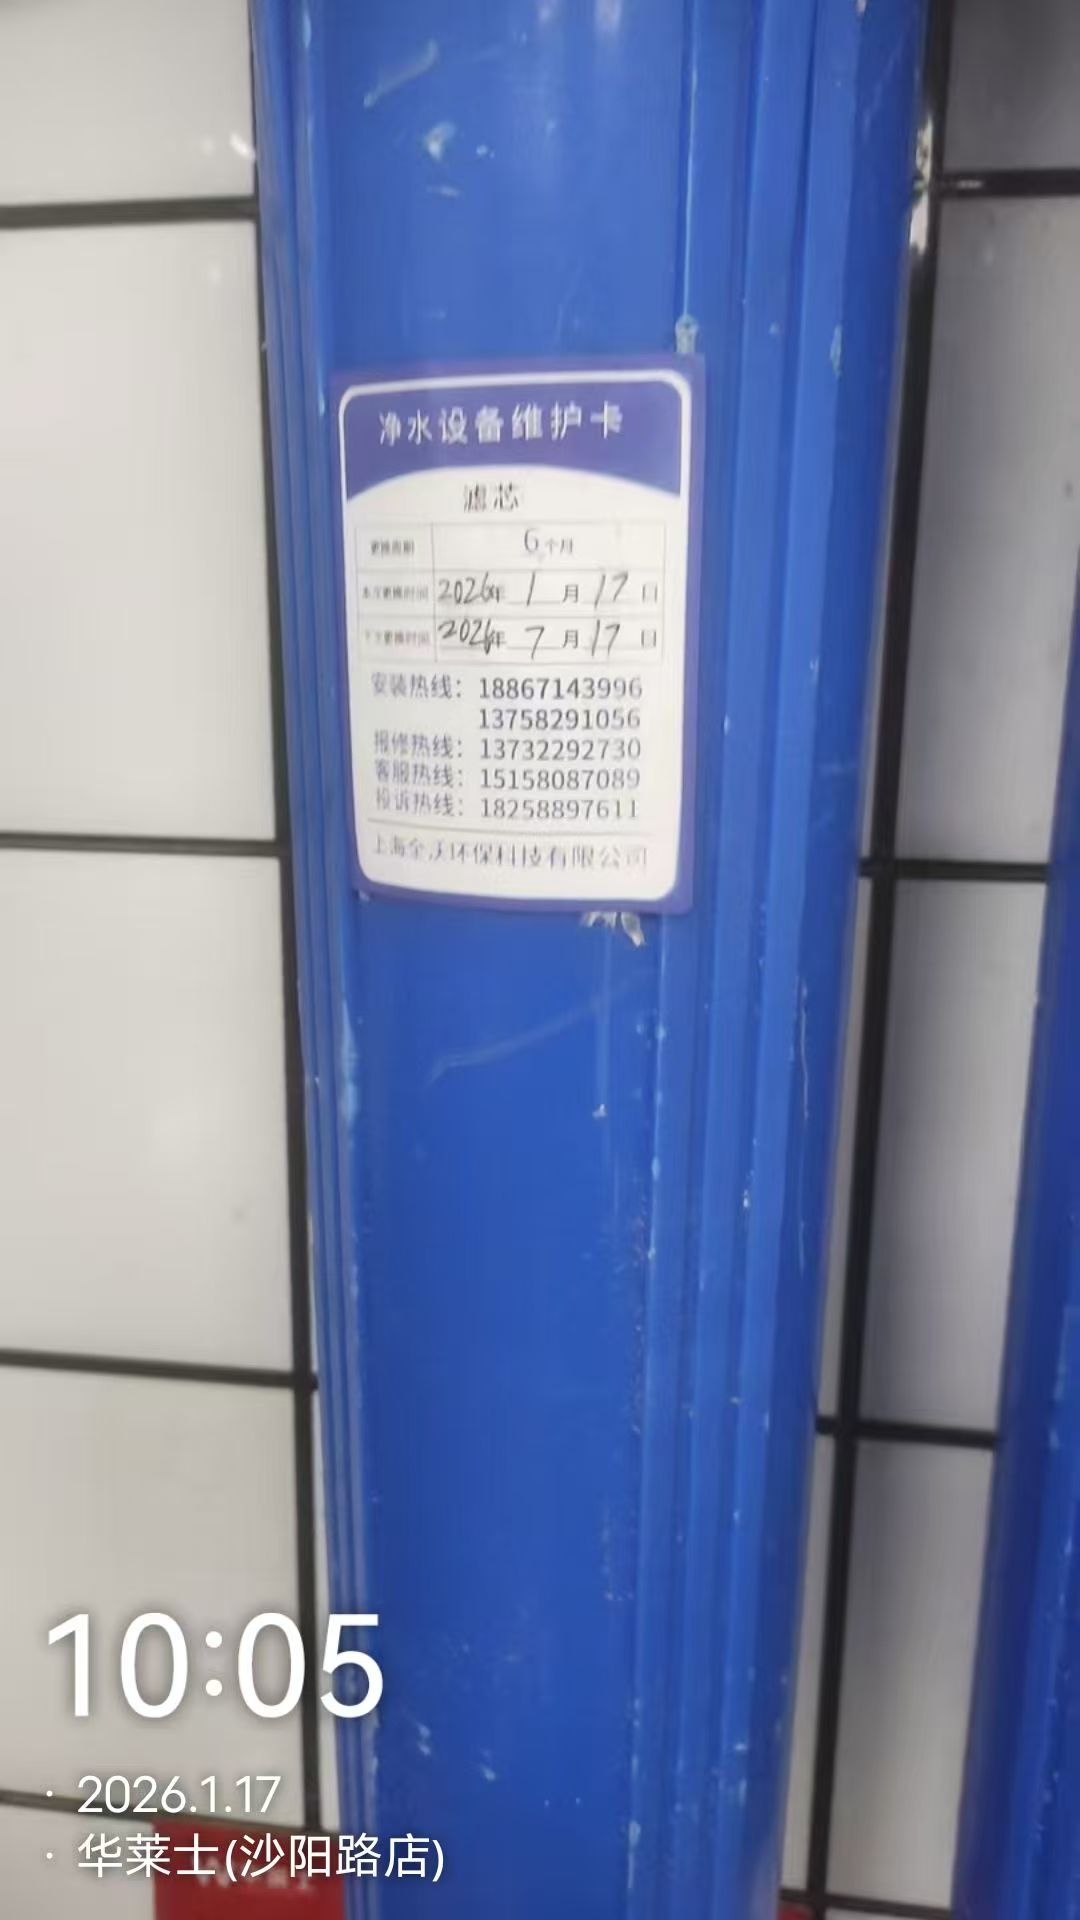 净水设备维护卡
滤芯
更换周期 6个月
本次更换时间 2026年 1月17日
下次更换时间 2026年 7月17日
安装热线：18867143996
13758291056
报修热线：13732292730
客服热线：15158087089
投诉热线：18258897611
上海全沃环保科技有限公司
10:05
· 2026.1.17
· 华莱士(沙阳路店)